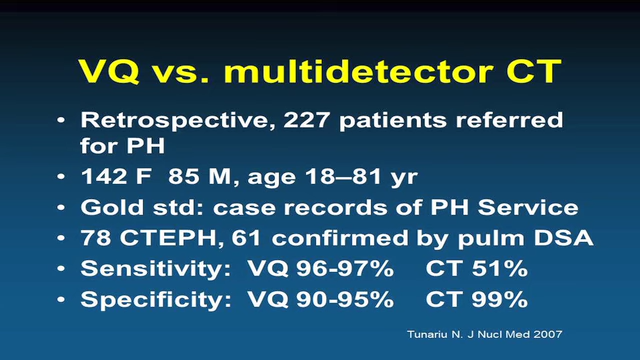 VQ vs. multidetector CT
• Retrospective, 227 patients referred
for PH
• 142 F  85 M, age 18–81 yr
• Gold std: case records of PH Service
• 78 CTEPH, 61 confirmed by pulm DSA
• Sensitivity:  VQ 96-97%    CT 51%
• Specificity:  VQ 90-95%    CT 99%
Tunariu N. J Nucl Med 2007